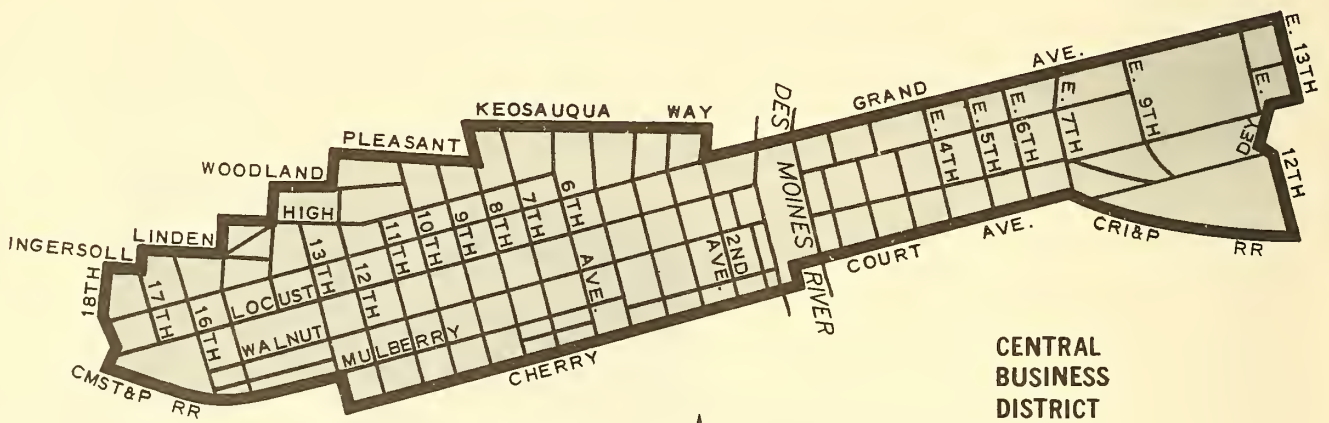 KEOSAUQUA WAY
PLEASANT
WOODLAND
HIGH
LINDEN
INGERSOLL
18TH
17TH
16TH
LOCUST
WALNUT
MULBERRY
13TH
12TH
11TH
10TH
9TH
8TH
7TH
6TH AVE.
2ND AVE.
CHERRY
CMST&P RR
DES MOINES RIVER
GRAND AVE.
E. 4TH
E. 5TH
E. 6TH
E. 7TH
E. 9TH
E. 13TH
E. DEY
12TH
COURT AVE.
CRI&P RR
CENTRAL
BUSINESS
DISTRICT